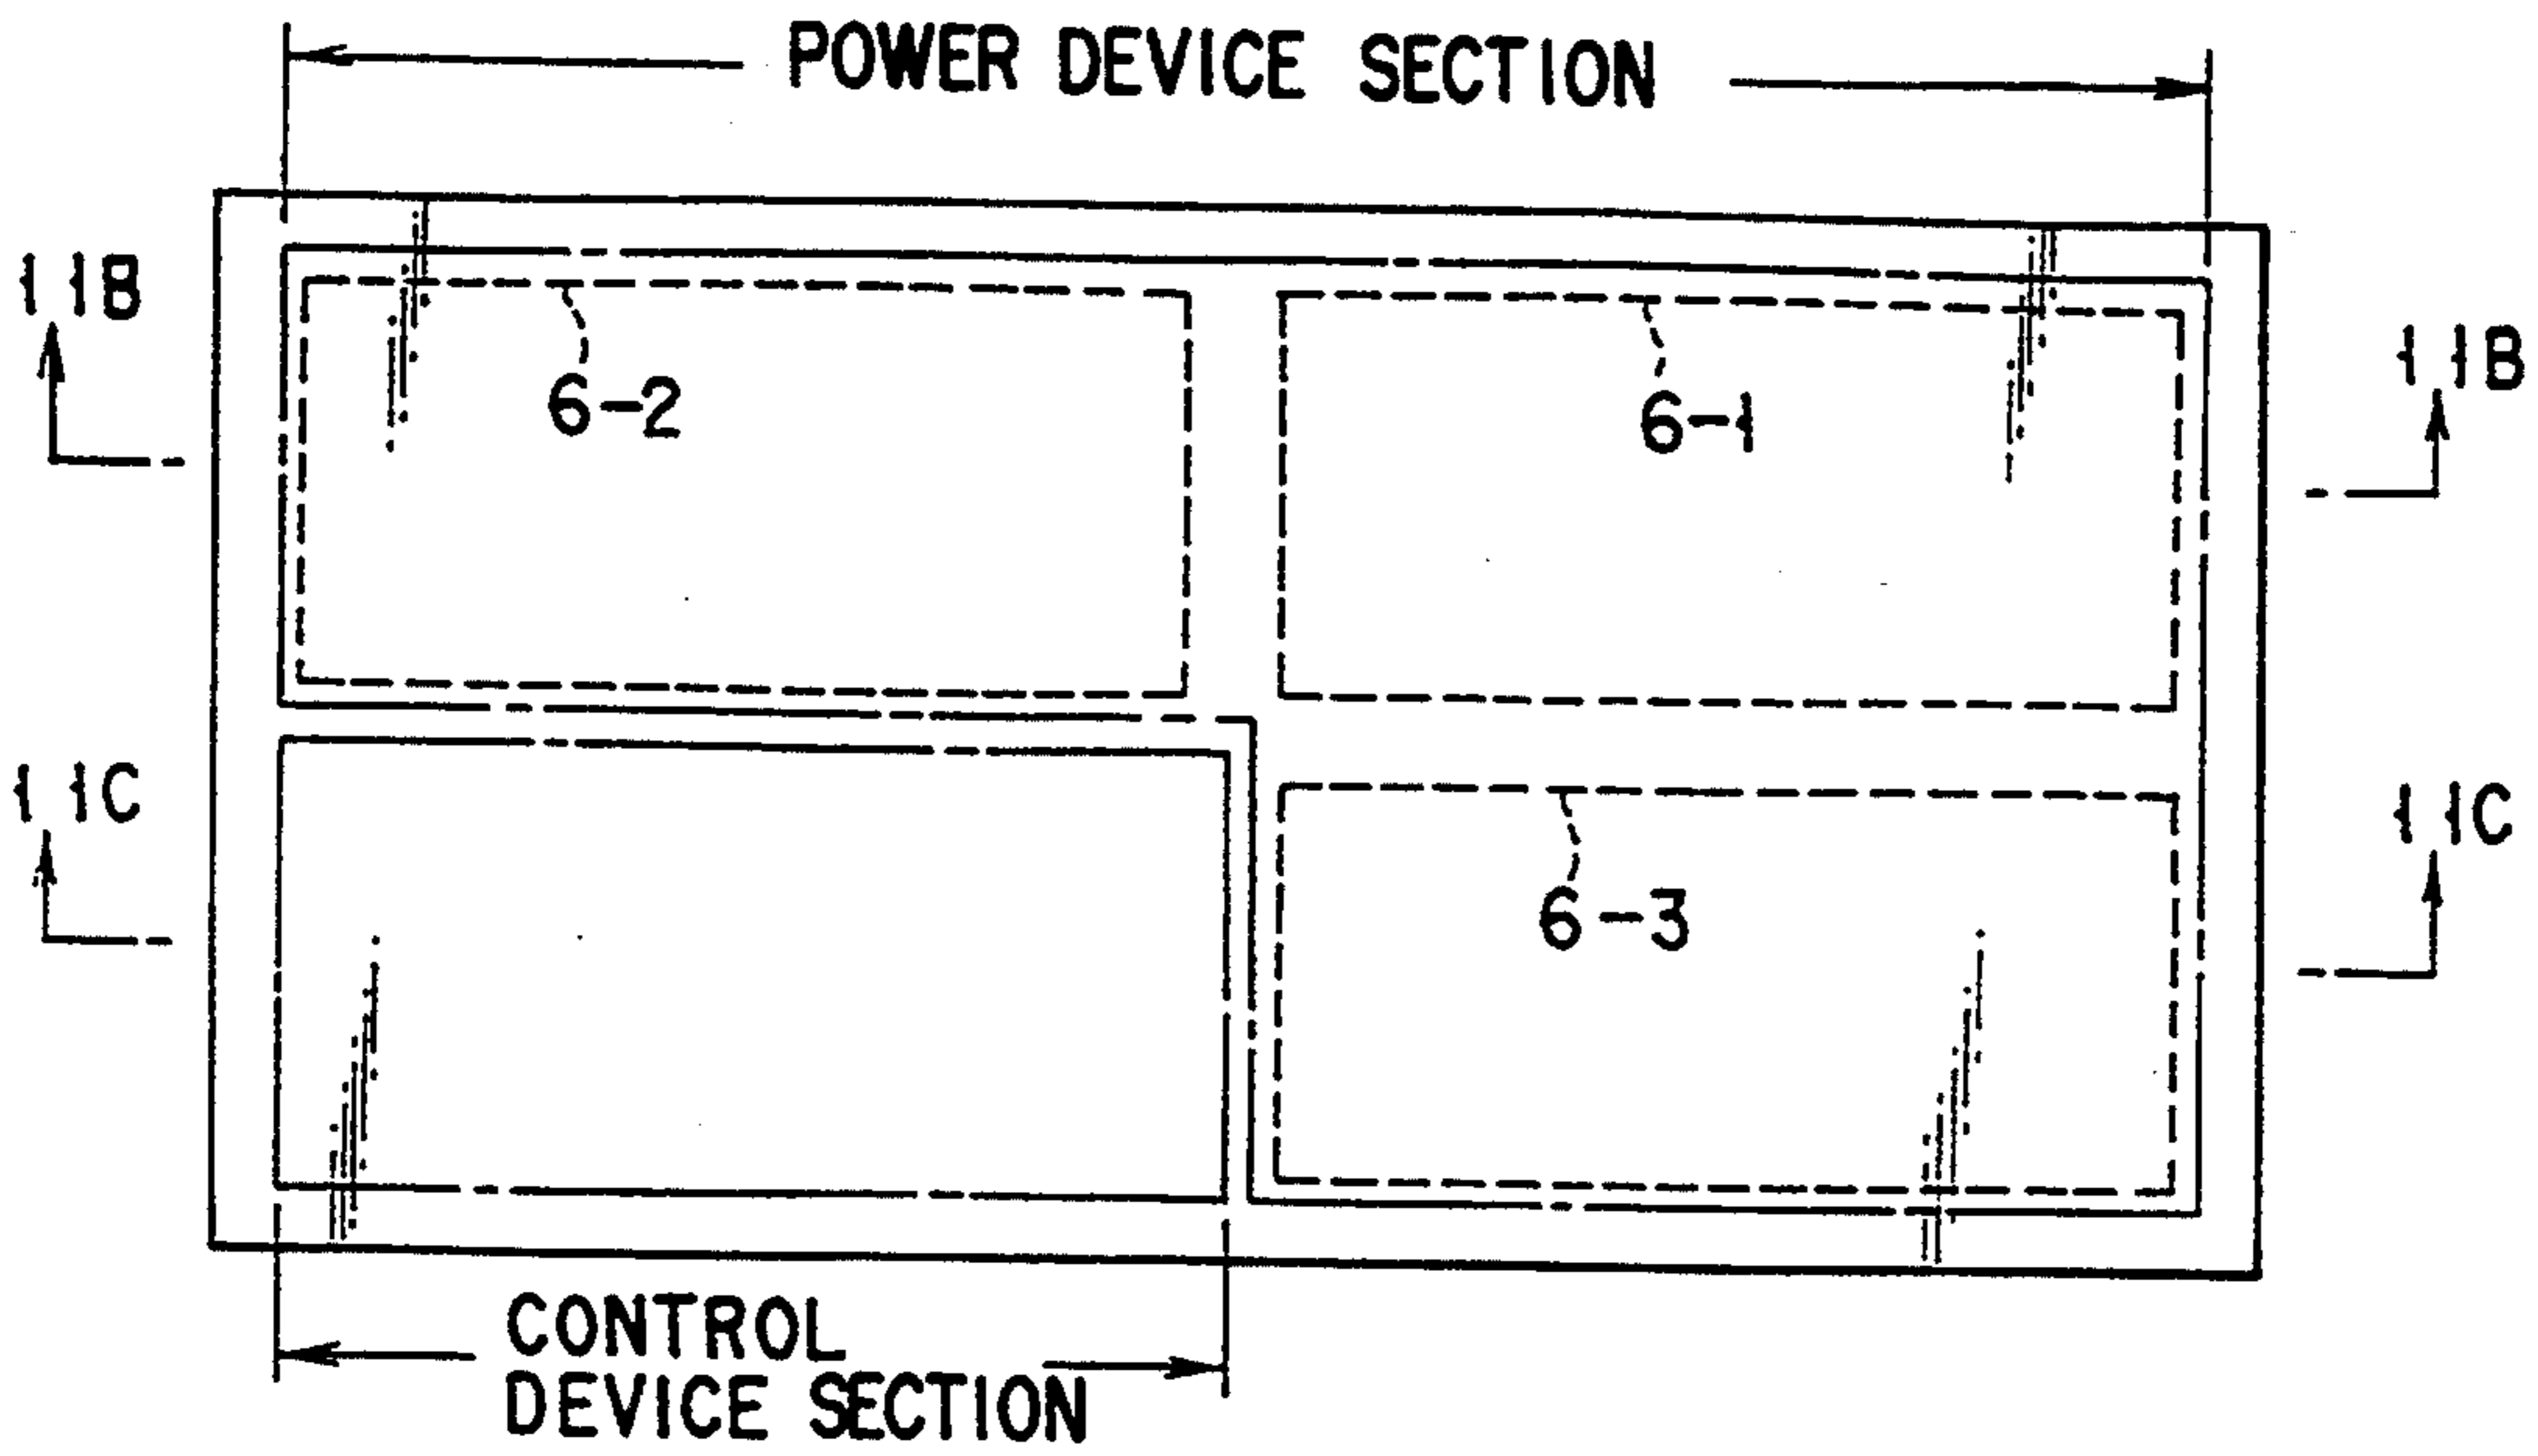 POWER DEVICE SECTION
11B
11B
6-2
6-1
11C
11C
6-3
CONTROL
DEVICE SECTION